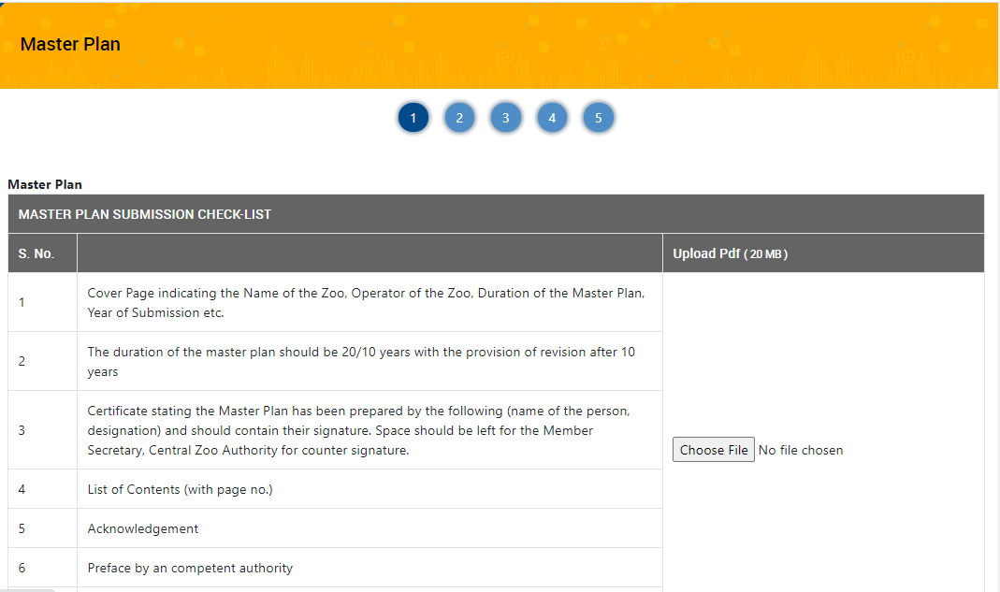 Master Plan
1 2 3 4 5
Master Plan
MASTER PLAN SUBMISSION CHECK-LIST
S. No. Upload Pdf ( 20 MB )
1 Cover Page indicating the Name of the Zoo, Operator of the Zoo, Duration of the Master Plan,
Year of Submission etc.
2 The duration of the master plan should be 20/10 years with the provision of revision after 10
years
3 Certificate stating the Master Plan has been prepared by the following (name of the person,
designation) and should contain their signature. Space should be left for the Member
Secretary, Central Zoo Authority for counter signature.
Choose File No file chosen
4 List of Contents (with page no.)
5 Acknowledgement
6 Preface by an competent authority